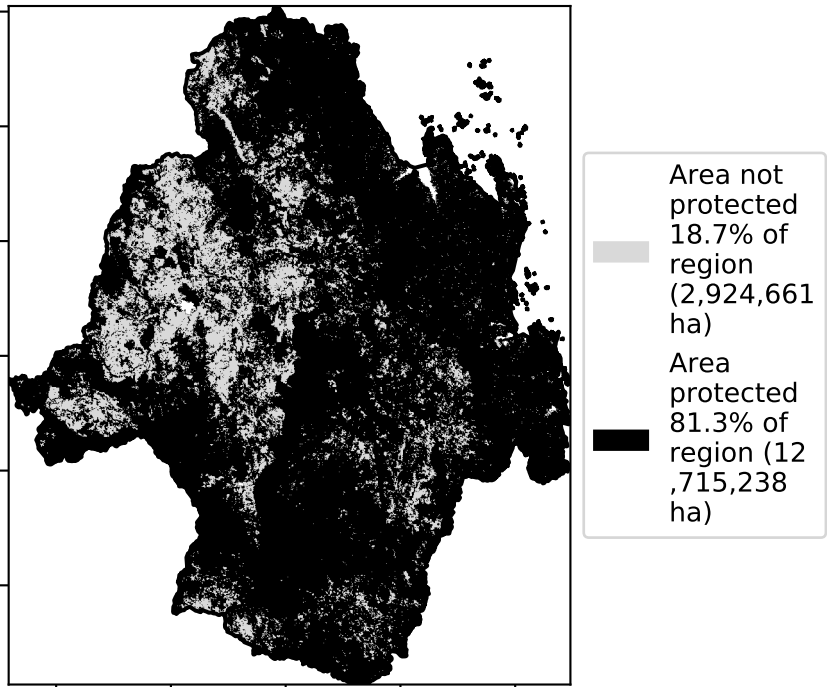 Area not
protected
18.7% of
region
(2,924,661
ha)
Area
protected
81.3% of
region (12
,715,238
ha)